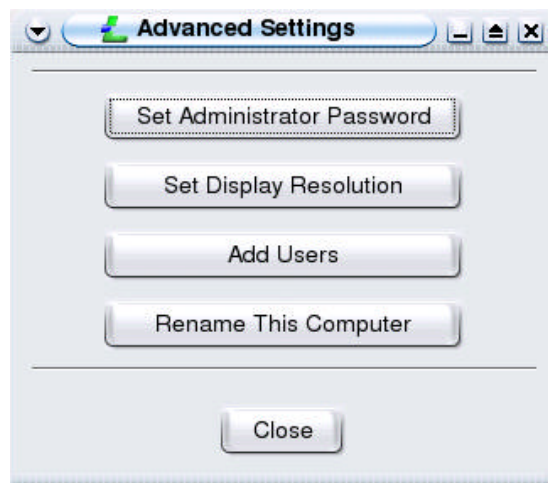 Advanced Settings
Set Administrator Password
Set Display Resolution
Add Users
Rename This Computer
Close